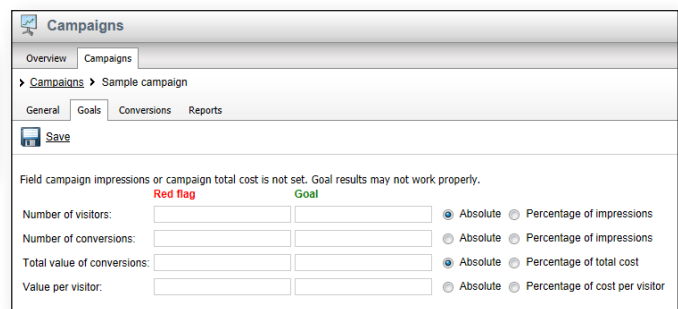 Campaigns
Overview Campaigns
Campaigns Sample campaign
General Goals Conversions Reports
Save
Field campaign impressions or campaign total cost is not set. Goal results may not work properly.
Red flag Goal
Number of visitors: Absolute Percentage of impressions
Number of conversions: Absolute Percentage of impressions
Total value of conversions: Absolute Percentage of total cost
Value per visitor: Absolute Percentage of cost per visitor